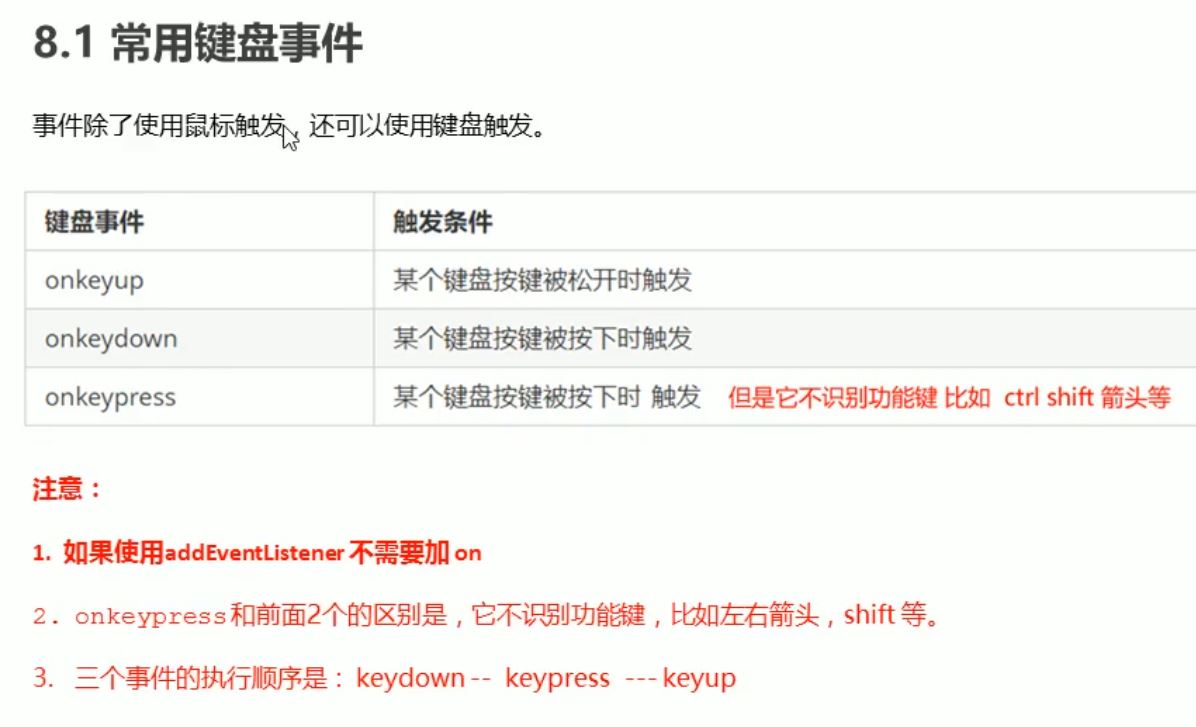 8.1 常用键盘事件
事件除了使用鼠标触发，还可以使用键盘触发。
键盘事件 触发条件
onkeyup 某个键盘按键被松开时触发
onkeydown 某个键盘按键被按下时触发
onkeypress 某个键盘按键被按下时 触发 但是它不识别功能键 比如 ctrl shift 箭头等
注意：
1. 如果使用addEventListener 不需要加 on
2. onkeypress和前面2个的区别是，它不识别功能键，比如左右箭头，shift 等。
3. 三个事件的执行顺序是：keydown -- keypress --- keyup